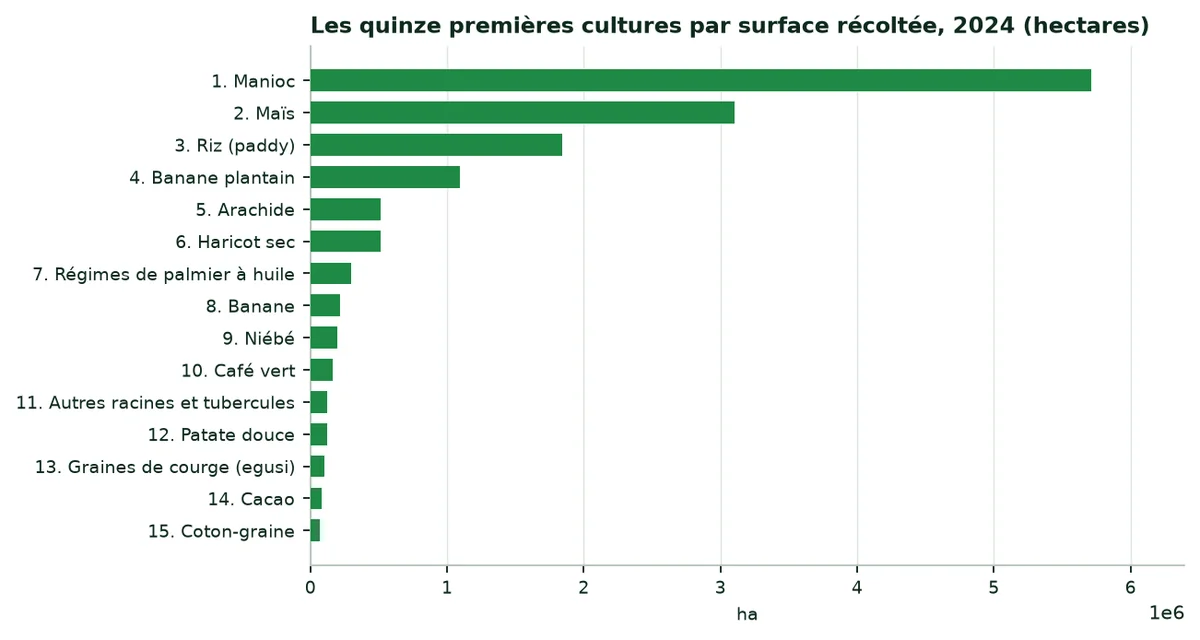 Les quinze premières cultures par surface récoltée, 2024 (hectares)
1. Manioc
2. Maïs
3. Riz (paddy)
4. Banane plantain
5. Arachide
6. Haricot sec
7. Régimes de palmier à huile
8. Banane
9. Niébé
10. Café vert
11. Autres racines et tubercules
12. Patate douce
13. Graines de courge (egusi)
14. Cacao
15. Coton-graine
0 1 2 3 4 5 6
ha
1e6